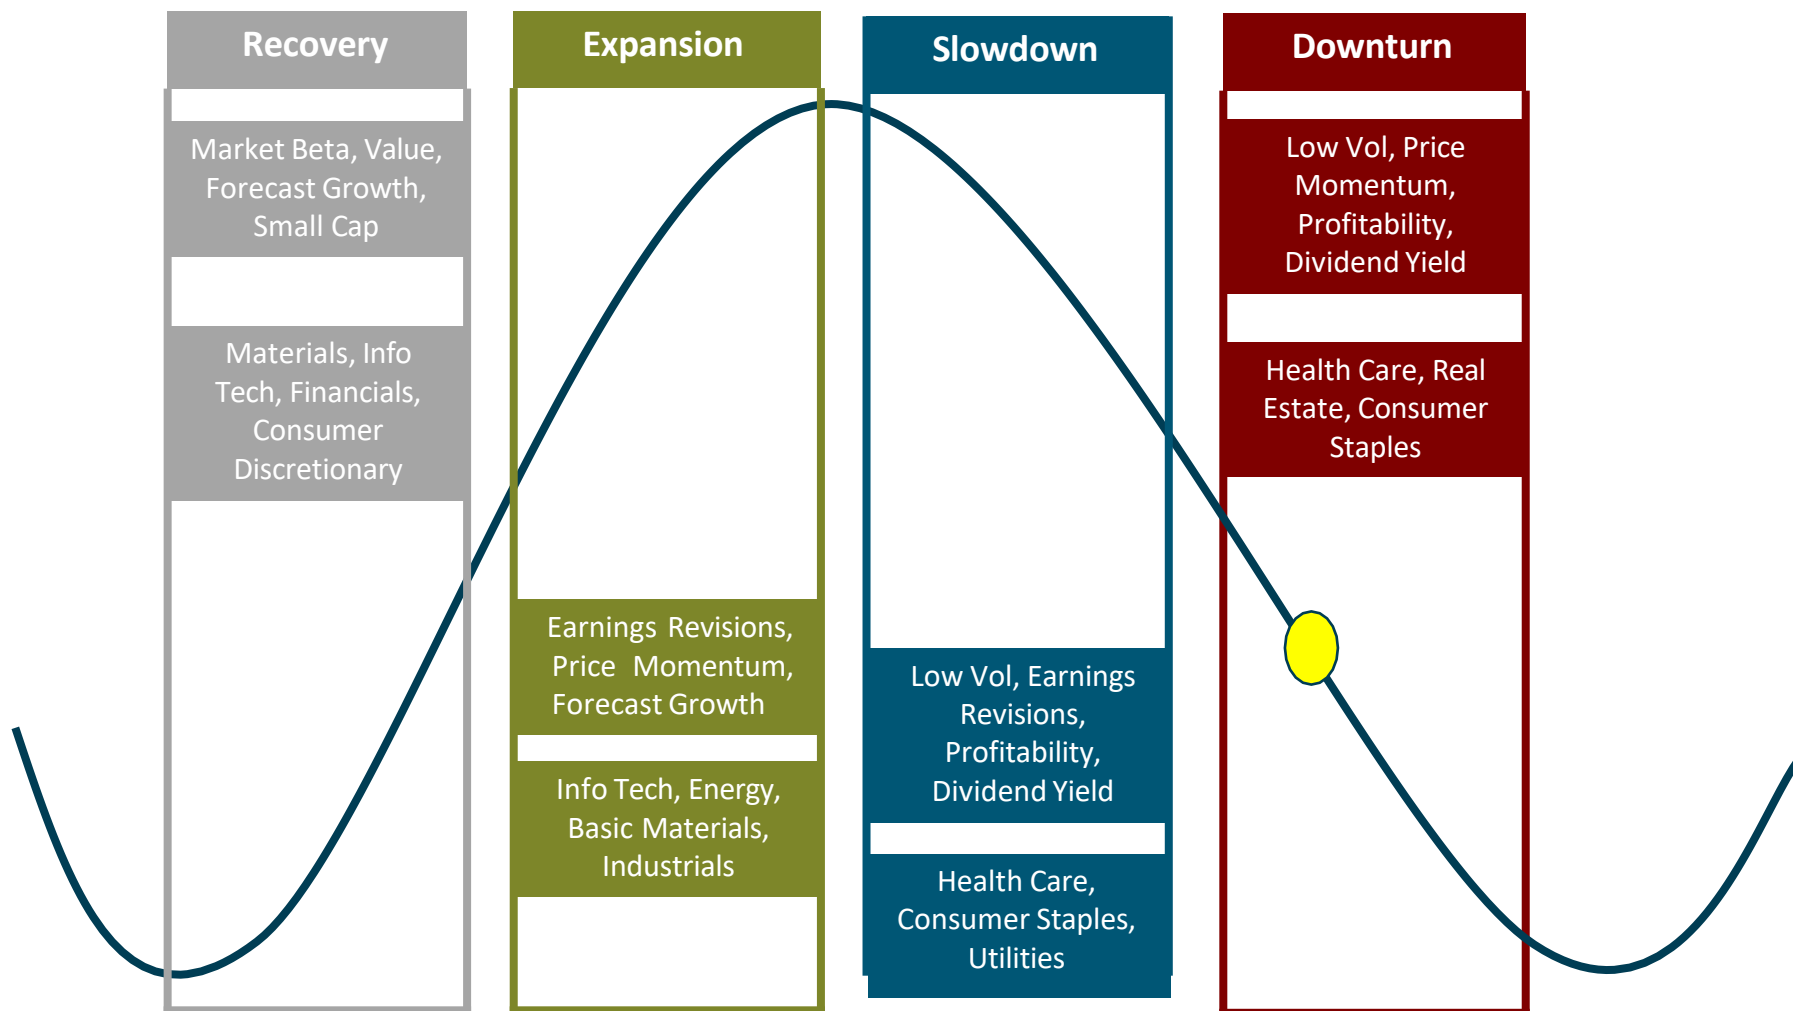 Recovery
Market Beta, Value,
Forecast Growth,
Small Cap
Materials, Info
Tech, Financials,
Consumer
Discretionary
Expansion
Earnings Revisions,
Price Momentum,
Forecast Growth
Info Tech, Energy,
Basic Materials,
Industrials
Slowdown
Low Vol, Earnings
Revisions,
Profitability,
Dividend Yield
Health Care,
Consumer Staples,
Utilities
Downturn
Low Vol, Price
Momentum,
Profitability,
Dividend Yield
Health Care, Real
Estate, Consumer
Staples